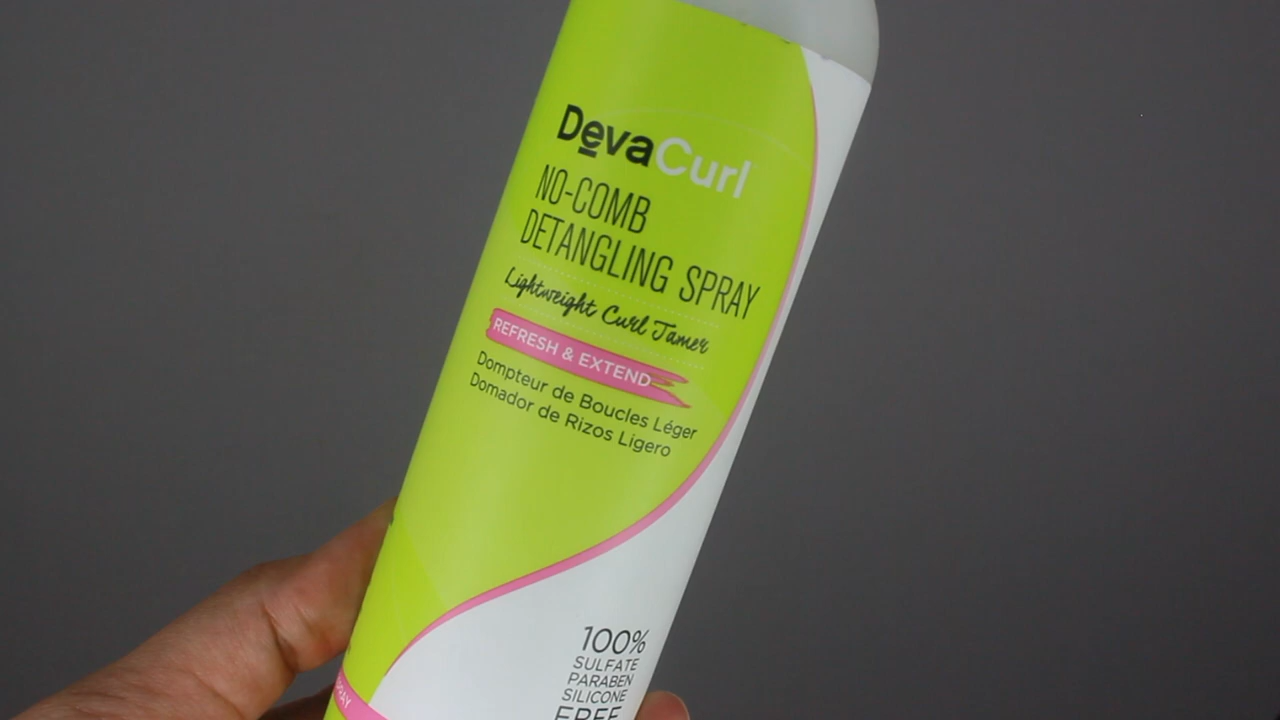 DevaCurl
NO-COMB
DETANGLING SPRAY
Lightweight Curl Tamer
REFRESH & EXTEND
Dompteur de Boucles Léger
Domador de Rizos Ligero
100%
SULFATE
PARABEN
SILICONE
FREE